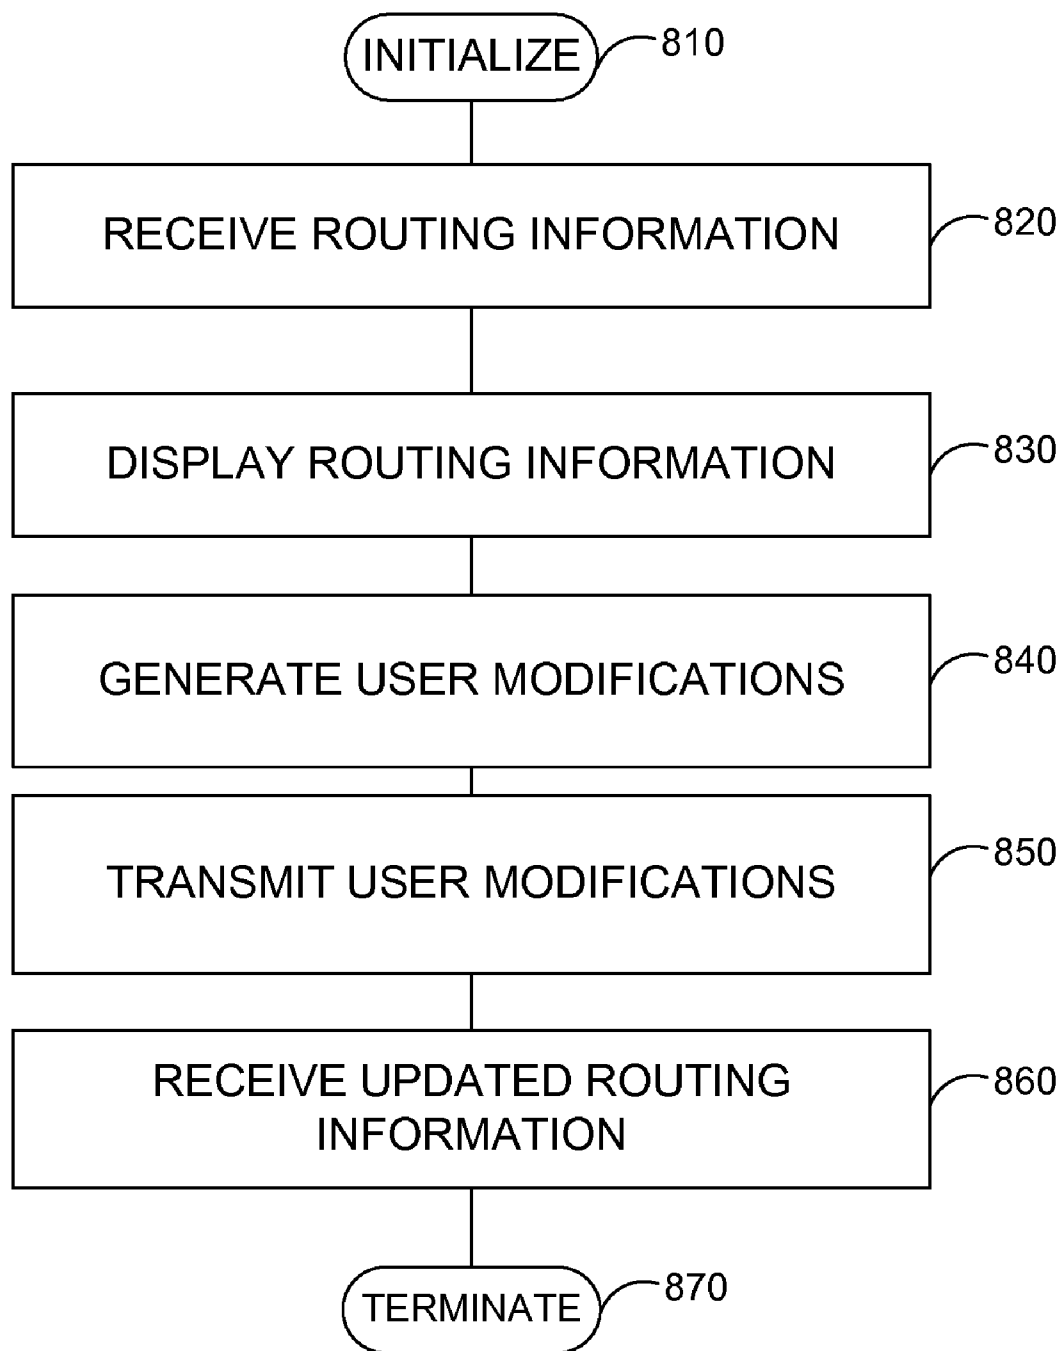 INITIALIZE
810
RECEIVE ROUTING INFORMATION
820
DISPLAY ROUTING INFORMATION
830
GENERATE USER MODIFICATIONS
840
TRANSMIT USER MODIFICATIONS
850
RECEIVE UPDATED ROUTING
INFORMATION
860
TERMINATE
870